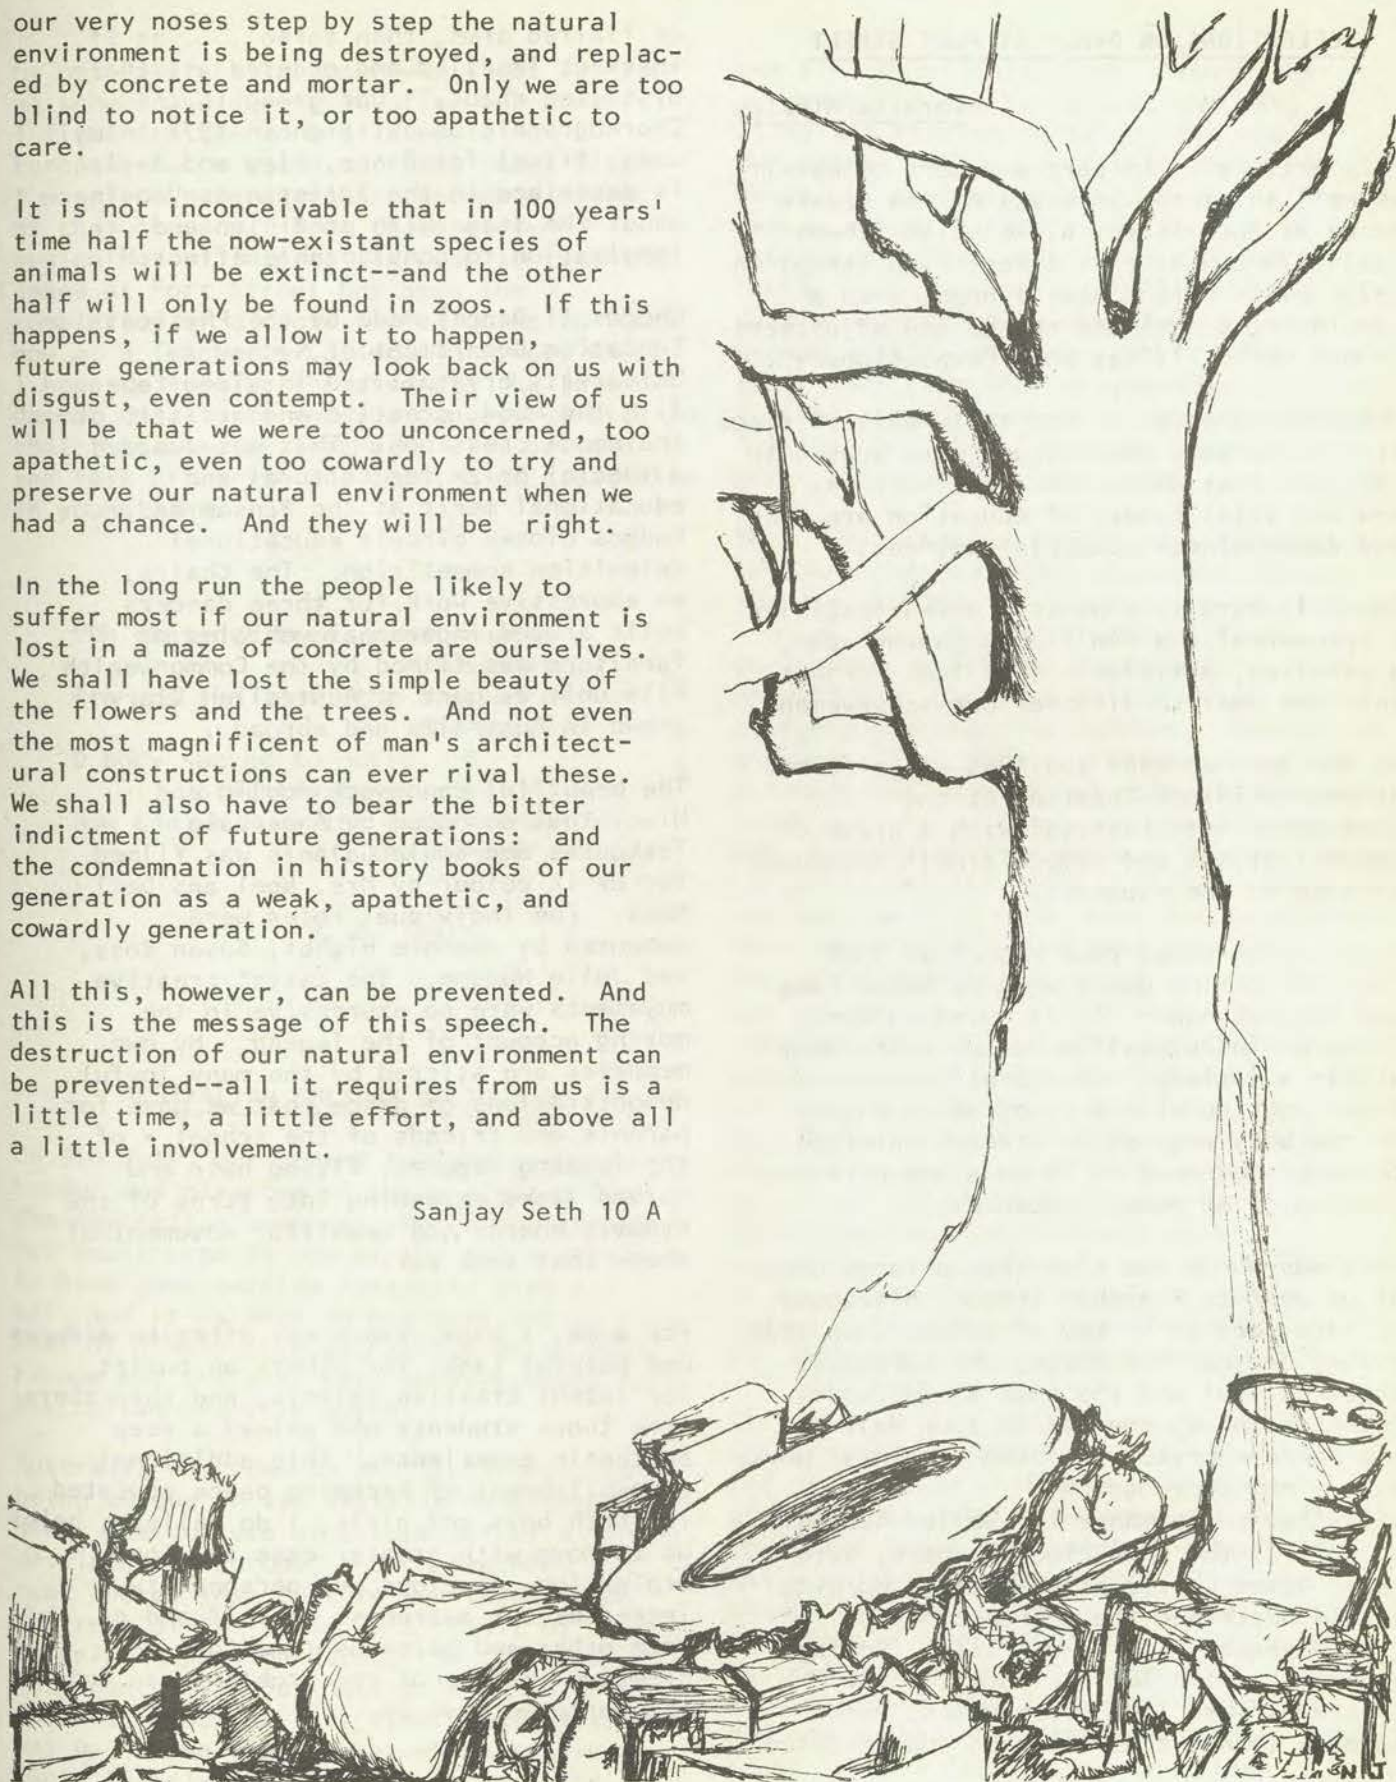 our very noses step by step the natural
environment is being destroyed, and replac-
ed by concrete and mortar.  Only we are too
blind to notice it, or too apathetic to
care.
It is not inconceivable that in 100 years'
time half the now-existant species of
animals will be extinct--and the other
half will only be found in zoos.  If this
happens, if we allow it to happen,
future generations may look back on us with
disgust, even contempt.  Their view of us
will be that we were too unconcerned, too
apathetic, even too cowardly to try and
preserve our natural environment when we
had a chance.  And they will be  right.
In the long run the people likely to
suffer most if our natural environment is
lost in a maze of concrete are ourselves.
We shall have lost the simple beauty of
the flowers and the trees.  And not even
the most magnificent of man's architect-
ural constructions can ever rival these.
We shall also have to bear the bitter
indictment of future generations:  and
the condemnation in history books of our
generation as a weak, apathetic, and
cowardly generation.
All this, however, can be prevented.  And
this is the message of this speech.  The
destruction of our natural environment can
be prevented--all it requires from us is a
little time, a little effort, and above all
a little involvement.
Sanjay Seth 10 A